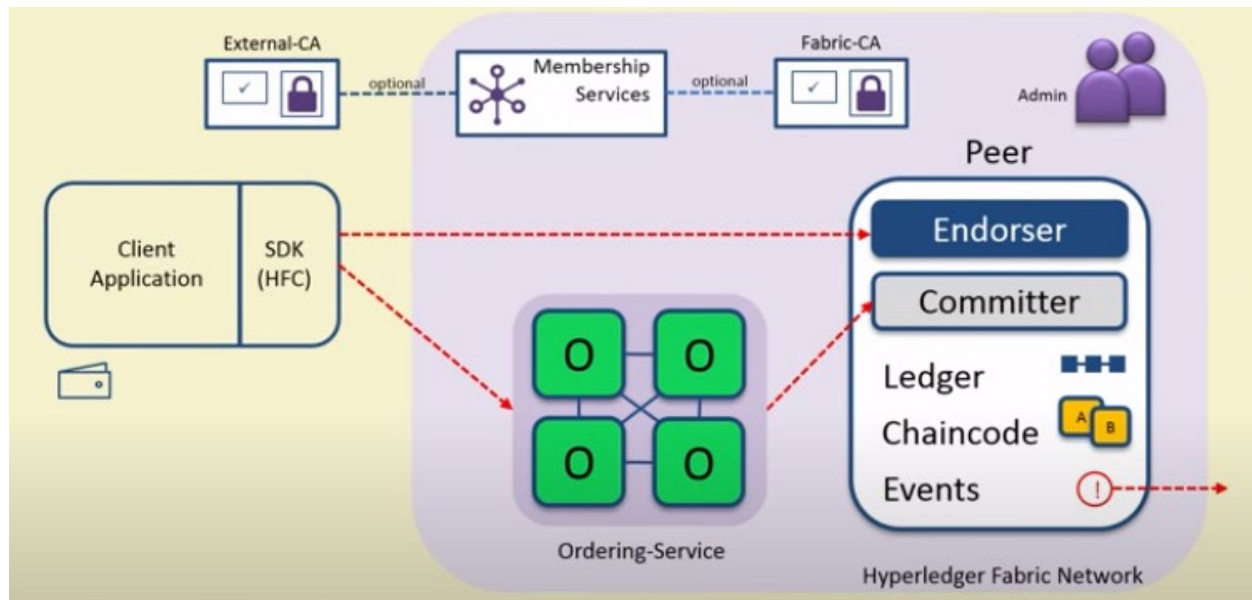 External-CA
optional
Membership
Services
optional
Fabric-CA
Admin
Peer
Client
Application
SDK
(HFC)
Endorser
Committer
O
O
O
O
Ledger
Chaincode
A
B
Events
!
Ordering-Service
Hyperledger Fabric Network